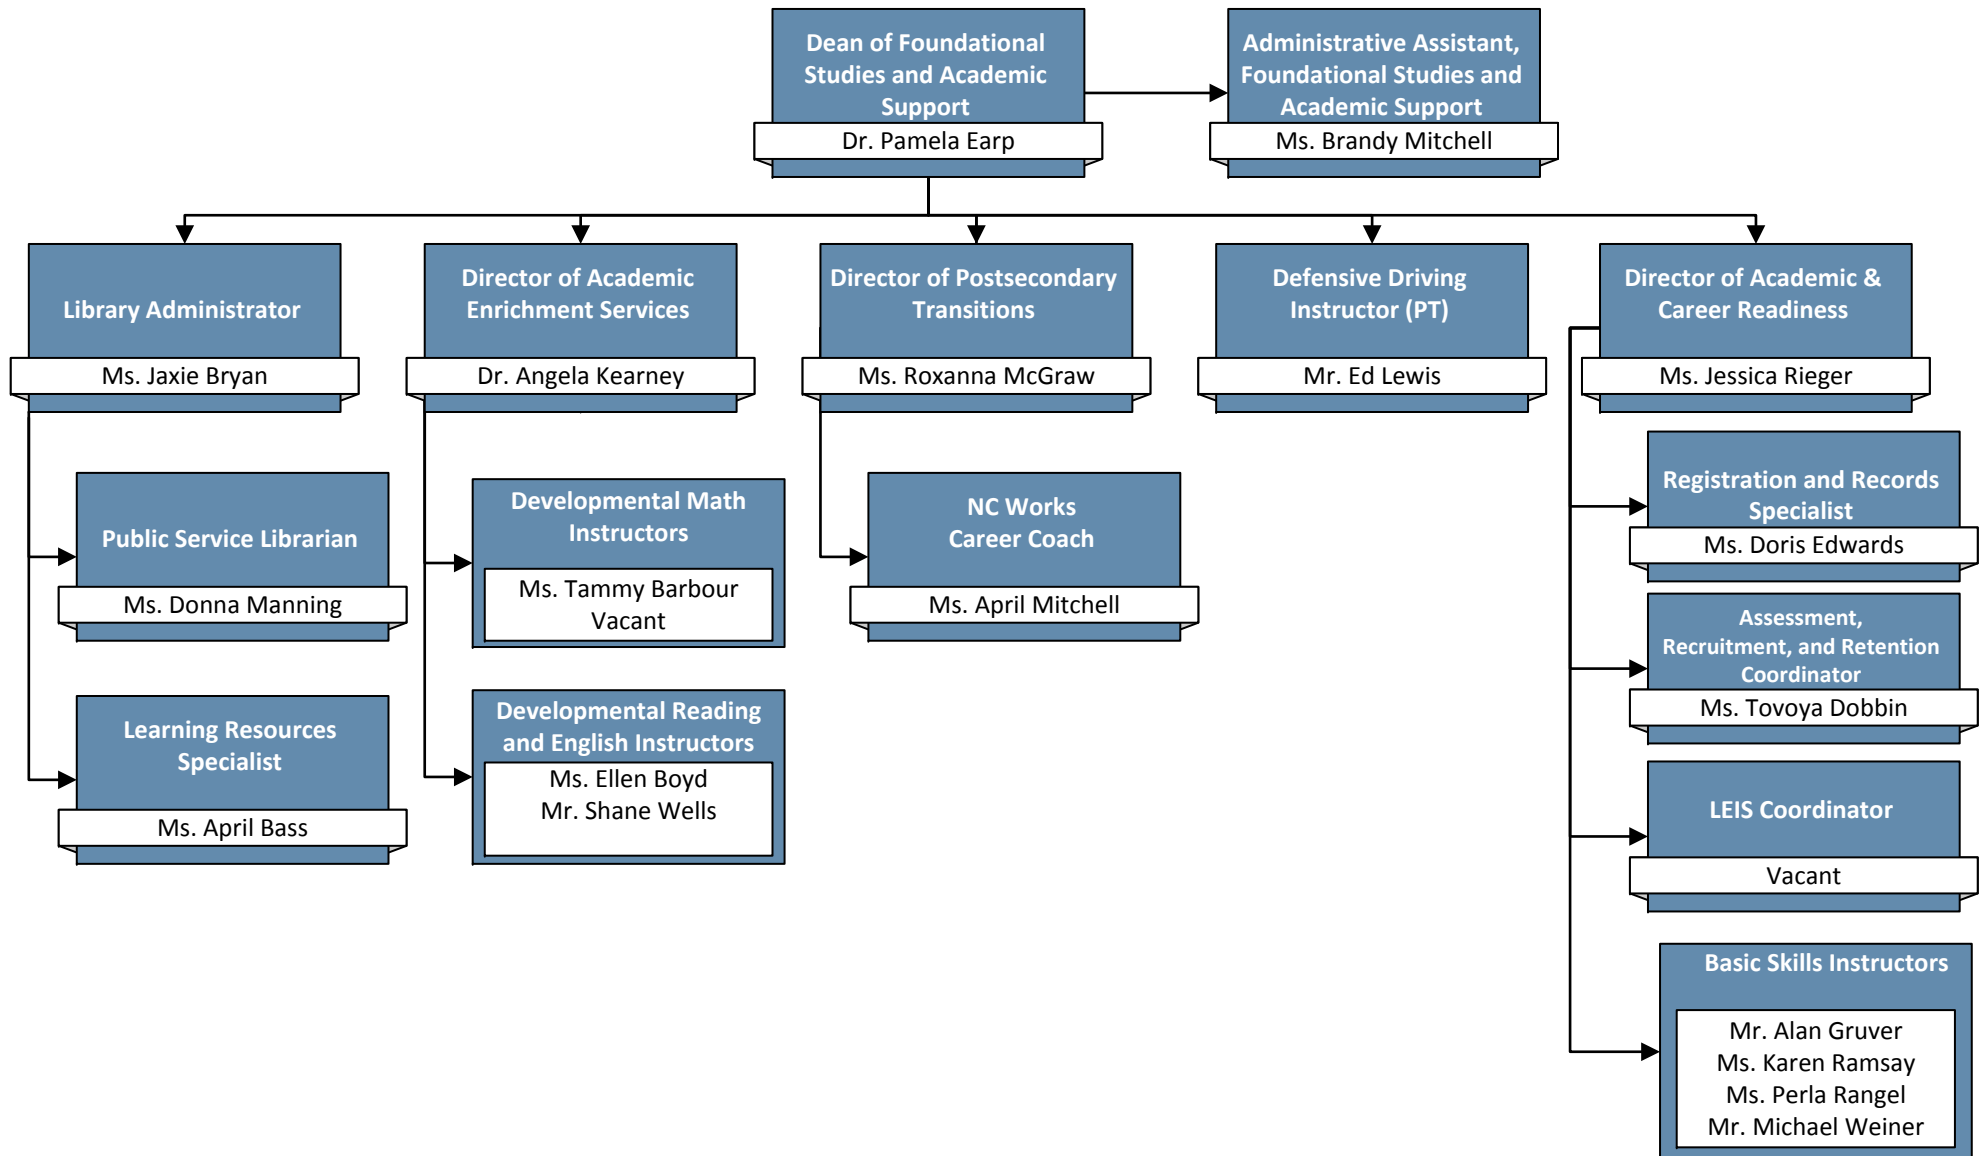 Dean of Foundational
Studies and Academic
Support
Dr. Pamela Earp
Administrative Assistant,
Foundational Studies and
Academic Support
Ms. Brandy Mitchell
Library Administrator
Ms. Jaxie Bryan
Director of Academic
Enrichment Services
Dr. Angela Kearney
Director of Postsecondary
Transitions
Ms. Roxanna McGraw
Defensive Driving
Instructor (PT)
Mr. Ed Lewis
Director of Academic &
Career Readiness
Ms. Jessica Rieger
Public Service Librarian
Ms. Donna Manning
Learning Resources
Specialist
Ms. April Bass
Developmental Math
Instructors
Ms. Tammy Barbour
Vacant
Developmental Reading
and English Instructors
Ms. Ellen Boyd
Mr. Shane Wells
NC Works
Career Coach
Ms. April Mitchell
Registration and Records
Specialist
Ms. Doris Edwards
Assessment,
Recruitment, and Retention
Coordinator
Ms. Tovoya Dobbin
LEIS Coordinator
Vacant
Basic Skills Instructors
Mr. Alan Gruver
Ms. Karen Ramsay
Ms. Perla Rangel
Mr. Michael Weiner